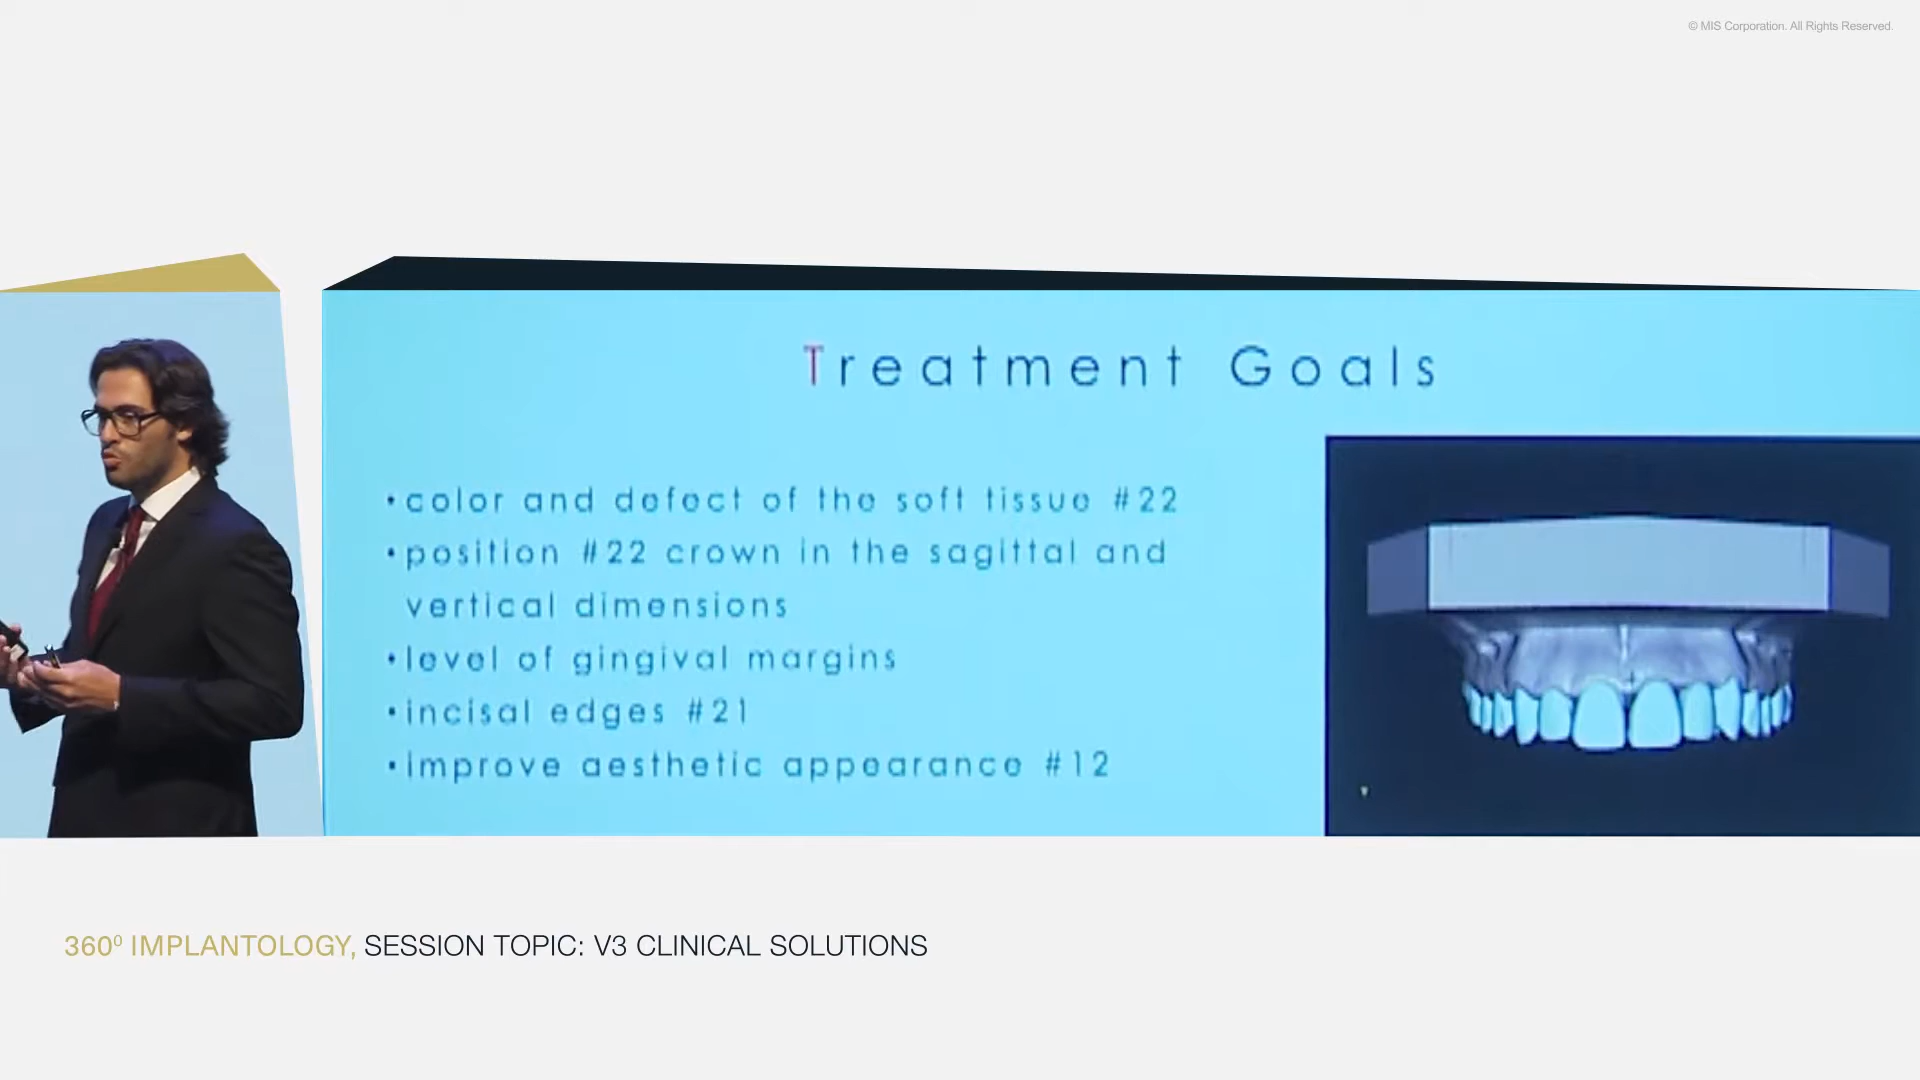 © MIS Corporation. All Rights Reserved.
Treatment Goals
• color and defect of the soft tissue #22
• position #22 crown in the sagittal and
vertical dimensions
• level of gingival margins
• incisal edges #21
• improve aesthetic appearance #12
360⁰ IMPLANTOLOGY, SESSION TOPIC: V3 CLINICAL SOLUTIONS